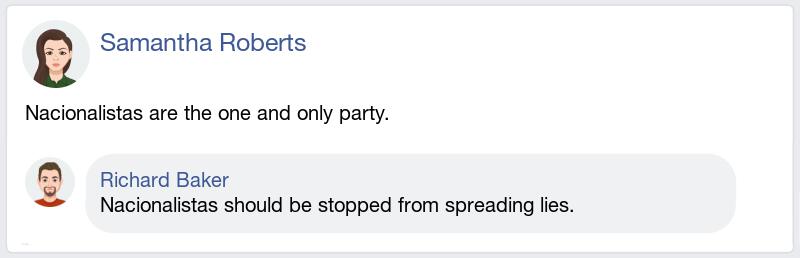 Samantha Roberts
Nacionalistas are the one and only party.
Richard Baker
Nacionalistas should be stopped from spreading lies.